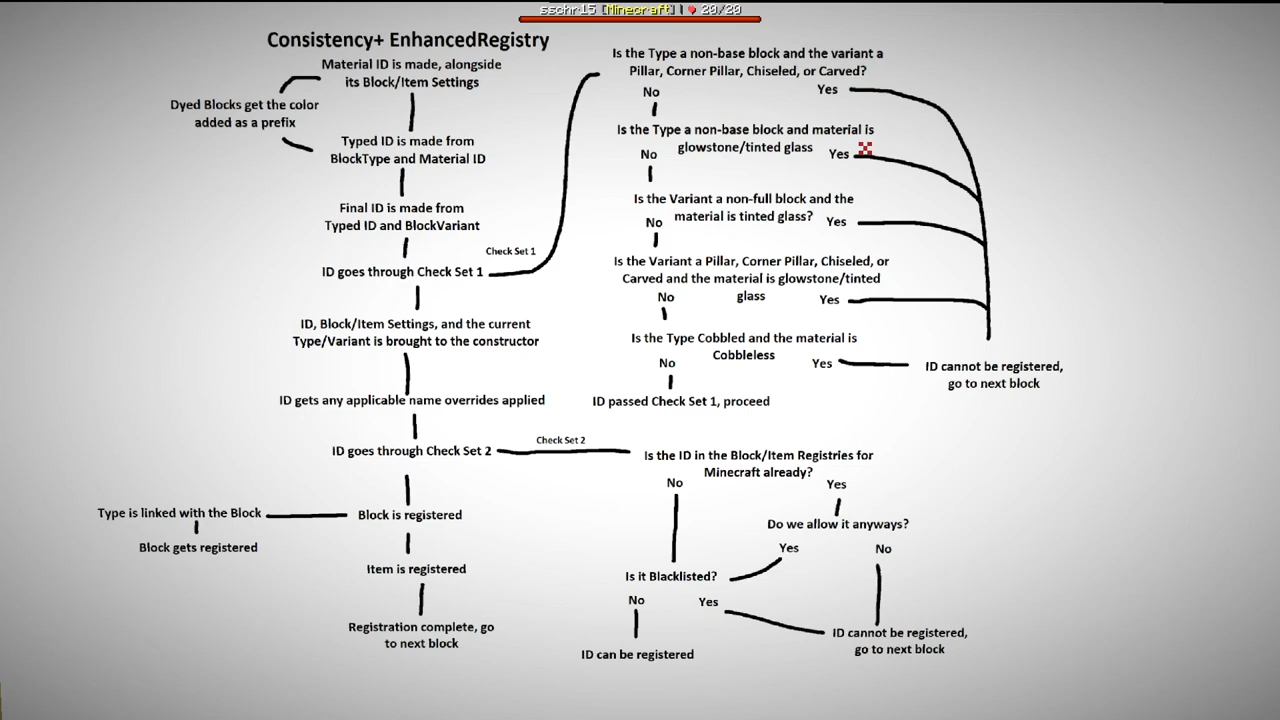 sschr15 [Minecraft] | ♥ 20/20
Consistency+ EnhancedRegistry
Material ID is made, alongside
its Block/Item Settings
Dyed Blocks get the color
added as a prefix
Typed ID is made from
BlockType and Material ID
Final ID is made from
Typed ID and BlockVariant
Check Set 1
ID goes through Check Set 1
ID, Block/Item Settings, and the current
Type/Variant is brought to the constructor
ID gets any applicable name overrides applied
Check Set 2
ID goes through Check Set 2
Type is linked with the Block
Block is registered
Block gets registered
Item is registered
Registration complete, go
to next block
Is the Type a non-base block and the variant a
Pillar, Corner Pillar, Chiseled, or Carved?
No
Yes
Is the Type a non-base block and material is
glowstone/tinted glass
No
Yes
Is the Variant a non-full block and the
material is tinted glass?
No
Yes
Is the Variant a Pillar, Corner Pillar, Chiseled, or
Carved and the material is glowstone/tinted
glass
No
Yes
Is the Type Cobbled and the material is
Cobbleless
No
Yes
ID cannot be registered,
go to next block
ID passed Check Set 1, proceed
Is the ID in the Block/Item Registries for
Minecraft already?
No
Yes
Do we allow it anyways?
Yes
No
Is it Blacklisted?
No
Yes
ID cannot be registered,
go to next block
ID can be registered